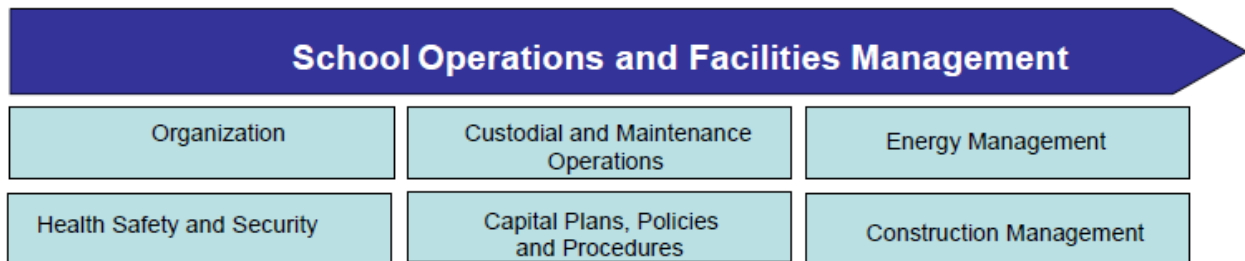 School Operations and Facilities Management
Organization
Custodial and Maintenance
Operations
Energy Management
Health Safety and Security
Capital Plans, Policies
and Procedures
Construction Management